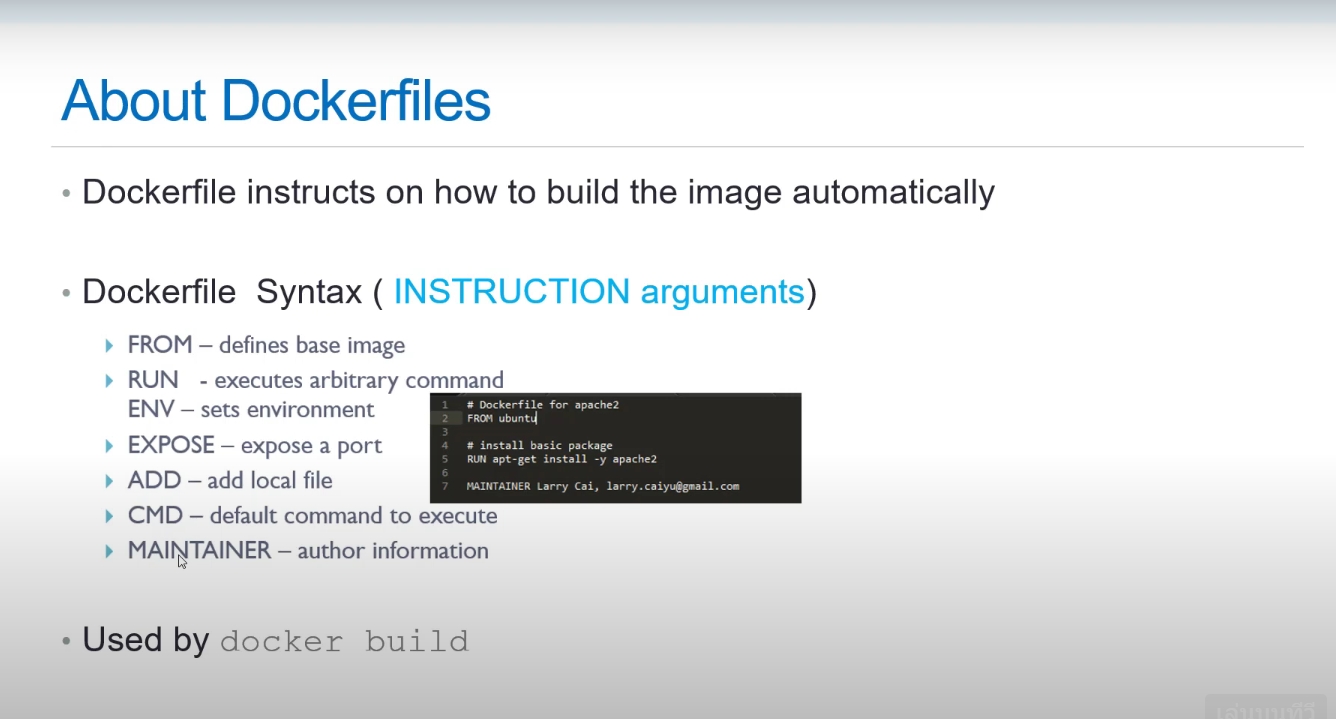 About Dockerfiles
• Dockerfile instructs on how to build the image automatically
• Dockerfile Syntax ( INSTRUCTION arguments)
FROM – defines base image
RUN - executes arbitrary command
ENV – sets environment
EXPOSE – expose a port
ADD – add local file
CMD – default command to execute
MAINTAINER – author information
1 # Dockerfile for apache2
2 FROM ubuntu
3
4 # install basic package
5 RUN apt-get install -y apache2
6
7 MAINTAINER Larry Cai, larry.caiyu@gmail.com
• Used by docker build